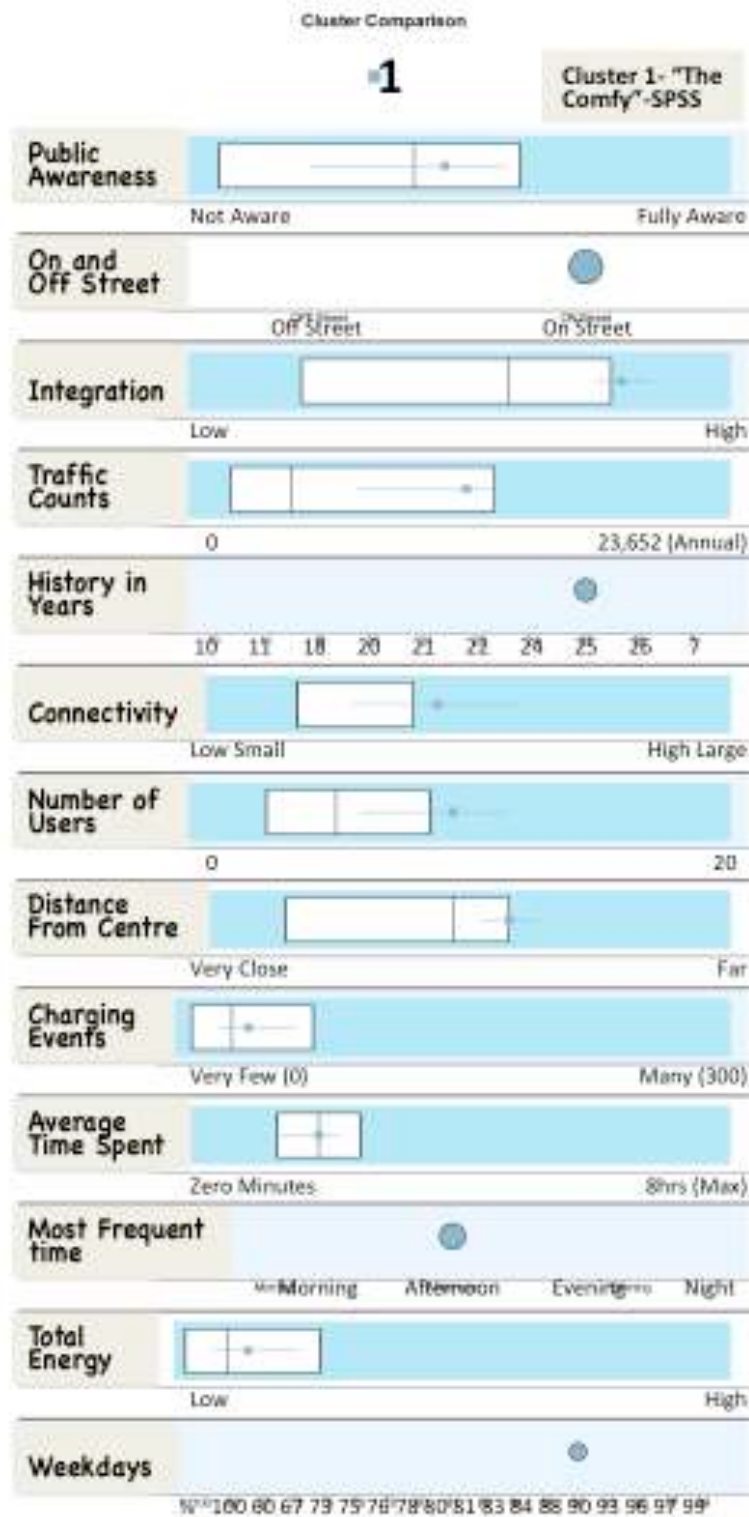 Cluster Comparison
1
Cluster 1- "The
Comfy"-SPSS
Public
Awareness
Not Aware Fully Aware
On and
Off Street
Off Street On Street
Integration
Low High
Traffic
Counts
0 23,652 (Annual)
History in
Years
10 11 18 20 21 22 24 25 26 7
Connectivity
Low Small High Large
Number of
Users
0 20
Distance
From Centre
Very Close Far
Charging
Events
Very Few (0) Many (300)
Average
Time Spent
Zero Minutes 8hrs (Max)
Most Frequent
time
Morning Afternoon Evening Night
Total
Energy
Low High
Weekdays
% 100 60 67 73 75 76 78 80 81 83 84 88 90 93 96 97 99